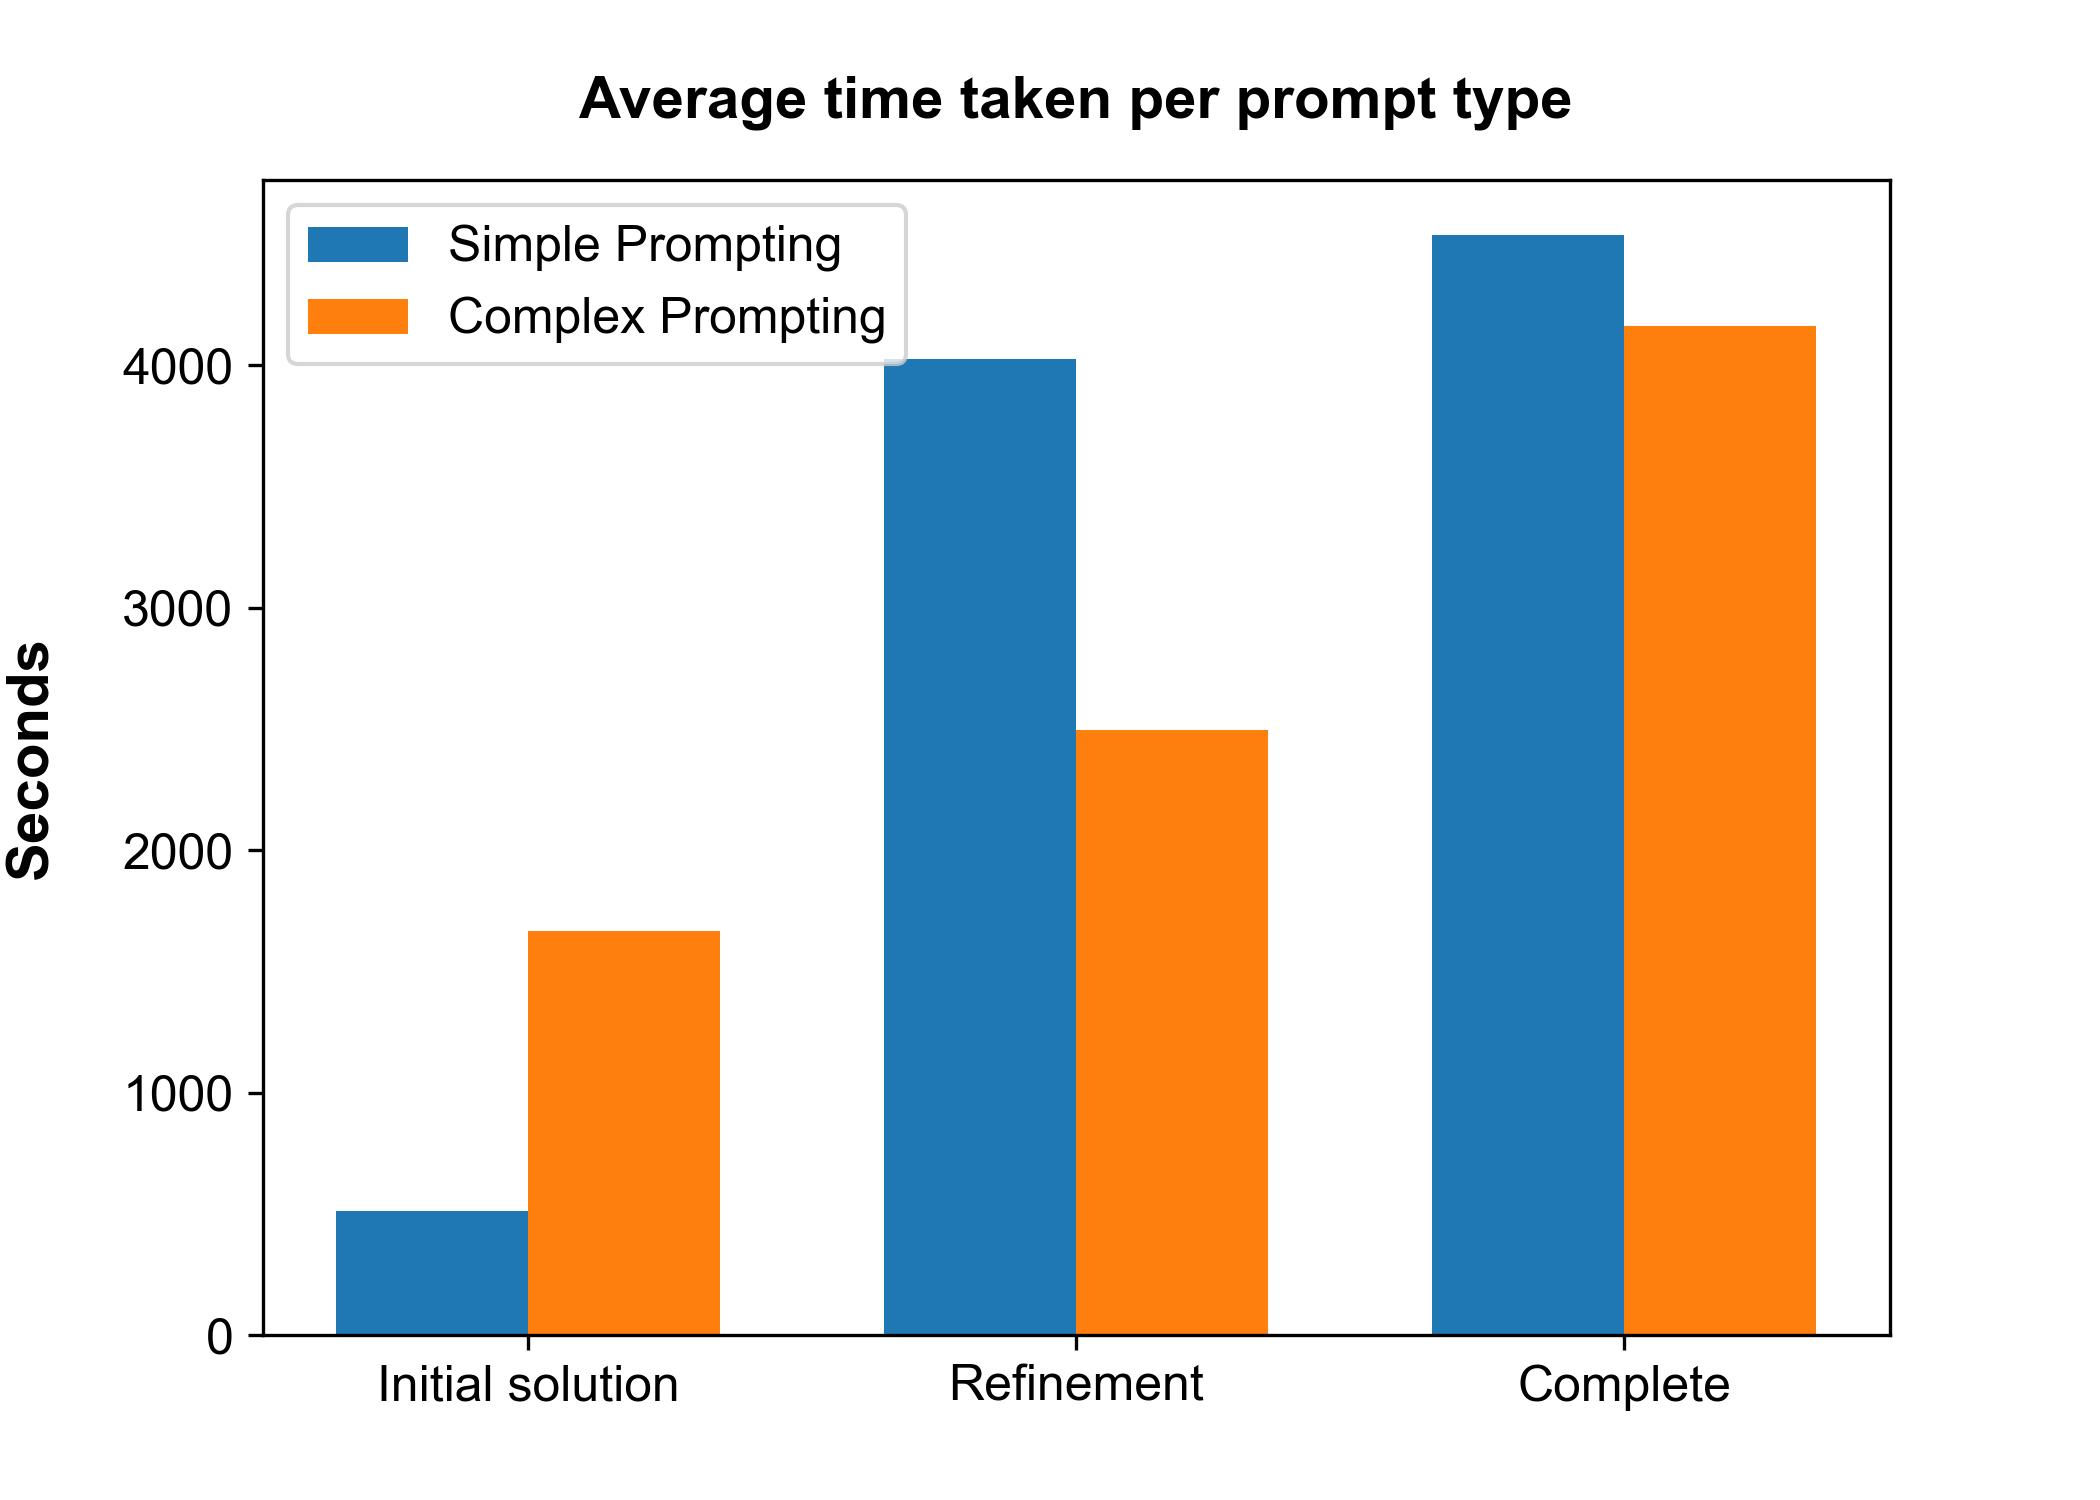 Average time taken per prompt type
Simple Prompting
Complex Prompting
Seconds
4000
3000
2000
1000
0
Initial solution
Refinement
Complete